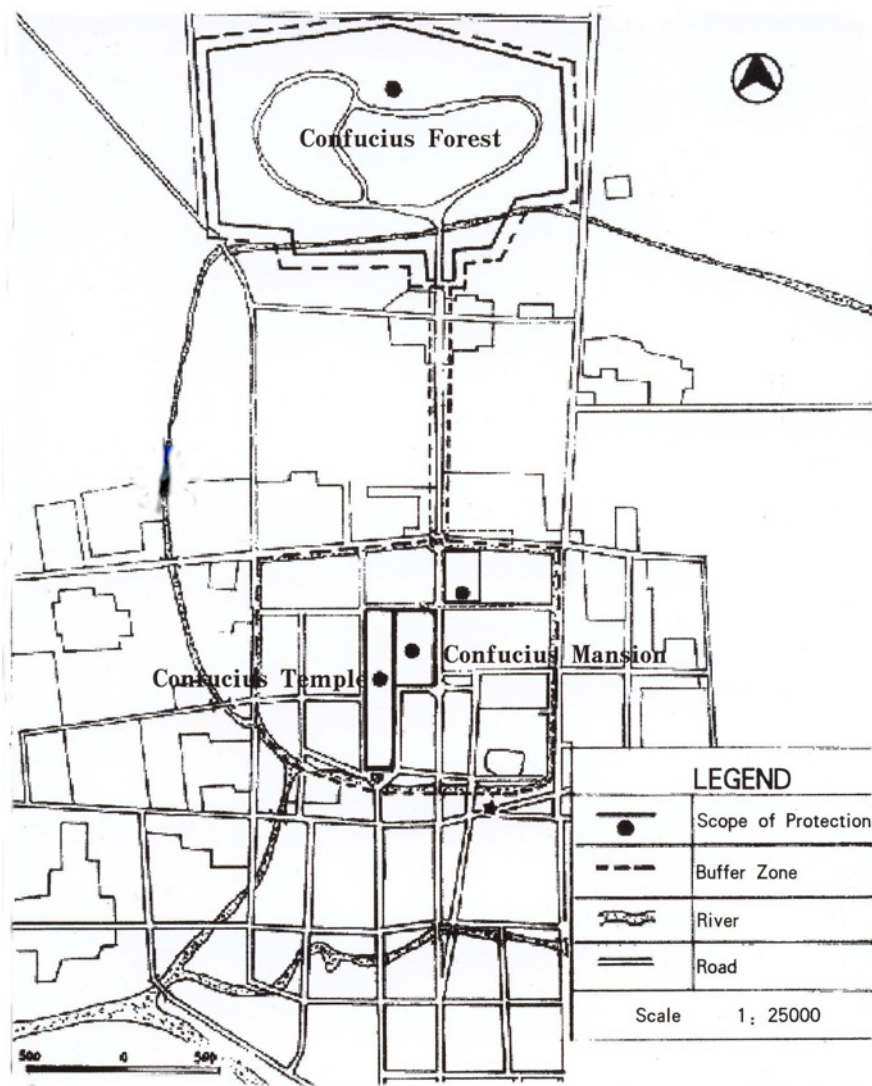 Confucius Forest
Confucius Mansion
Confucius Temple
LEGEND
Scope of Protection
Buffer Zone
River
Road
Scale 1: 25000
500 0 500